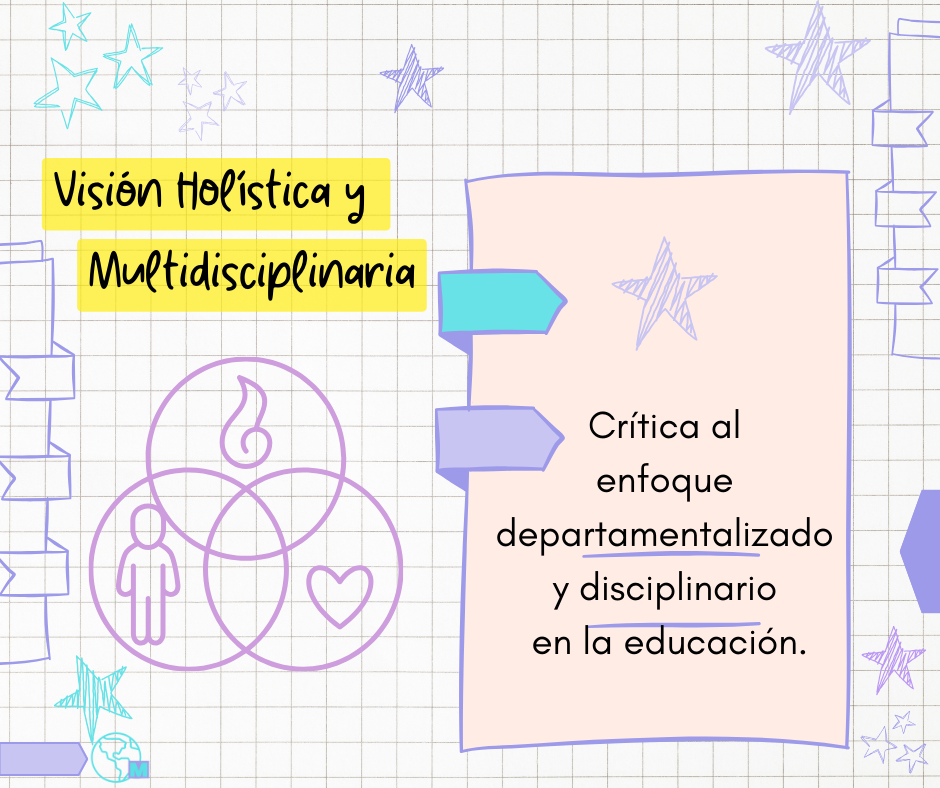 Visión Holística y
Multidisciplinaria
Crítica al
enfoque
departamentalizado
y disciplinario
en la educación.
M